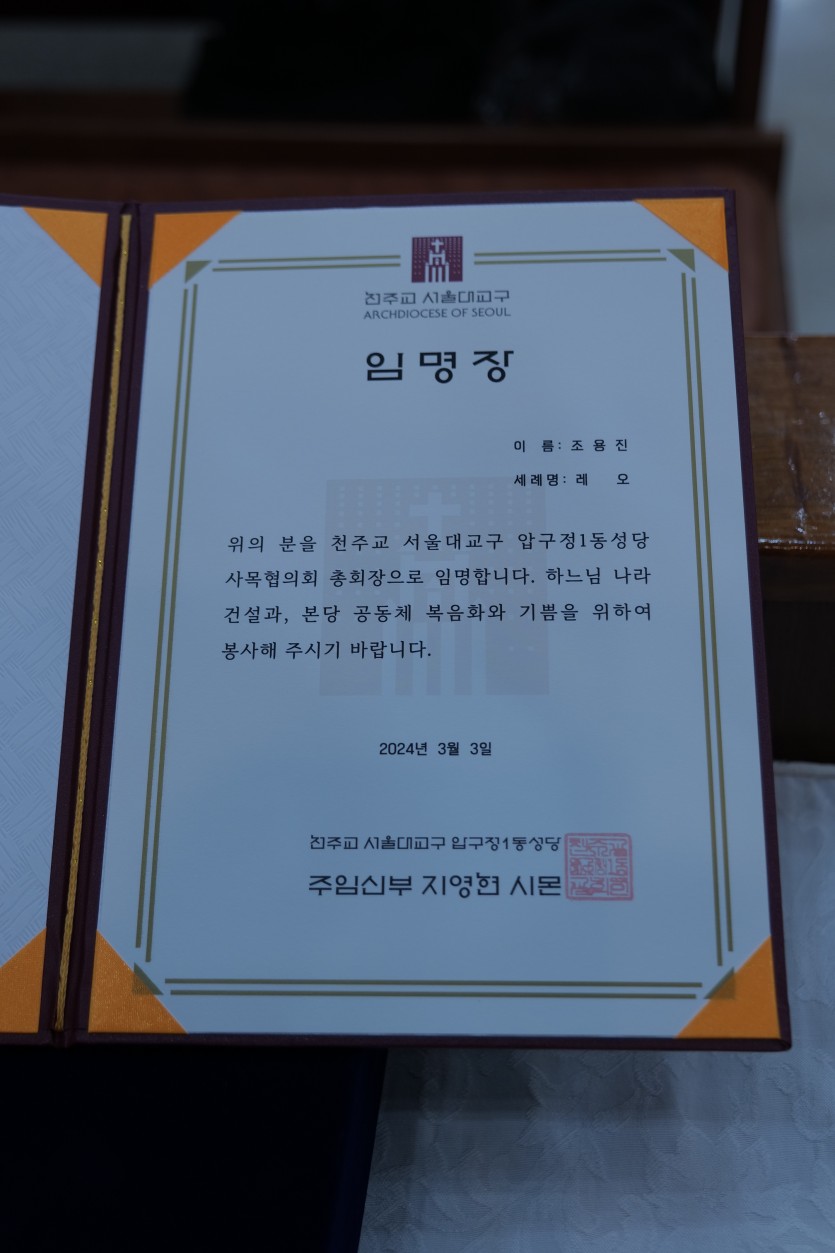 천주교 서울대교구
ARCHDIOCESE OF SEOUL
임명장
이 름: 조 용 진
세례명: 레 오
위의 분을 천주교 서울대교구 압구정1동성당
사목협의회 총회장으로 임명합니다. 하느님 나라
건설과, 본당 공동체 복음화와 기쁨을 위하여
봉사해 주시기 바랍니다.
2024년 3월 3일
천주교 서울대교구 압구정1동성당
주임신부 지영현 시몬